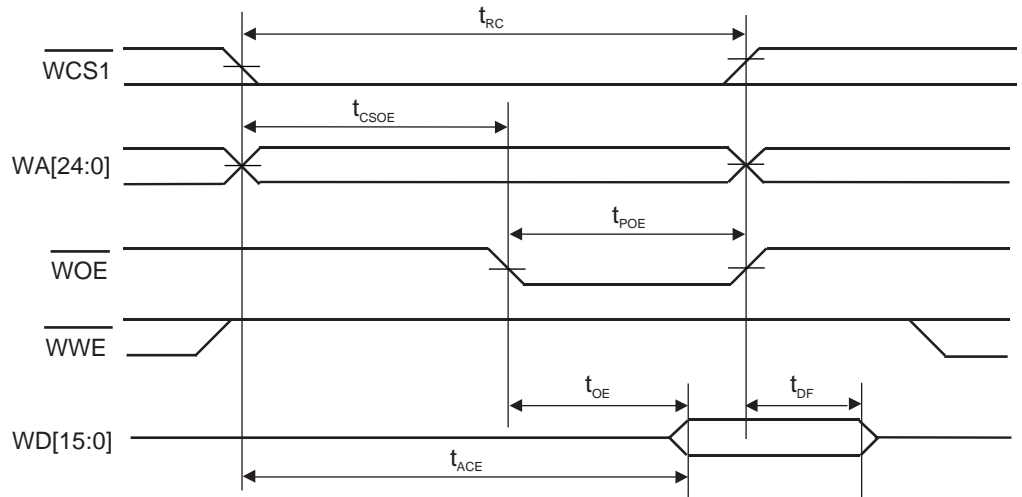 tRC
WCS1
tCSOE
WA[24:0]
tPOE
WOE
WWE
tOE
tDF
WD[15:0]
tACE